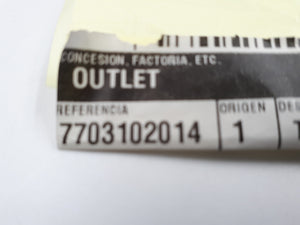 CONCESION, FACTORIA, ETC.
OUTLET
REFERENCIA ORIGEN
7703102014 1